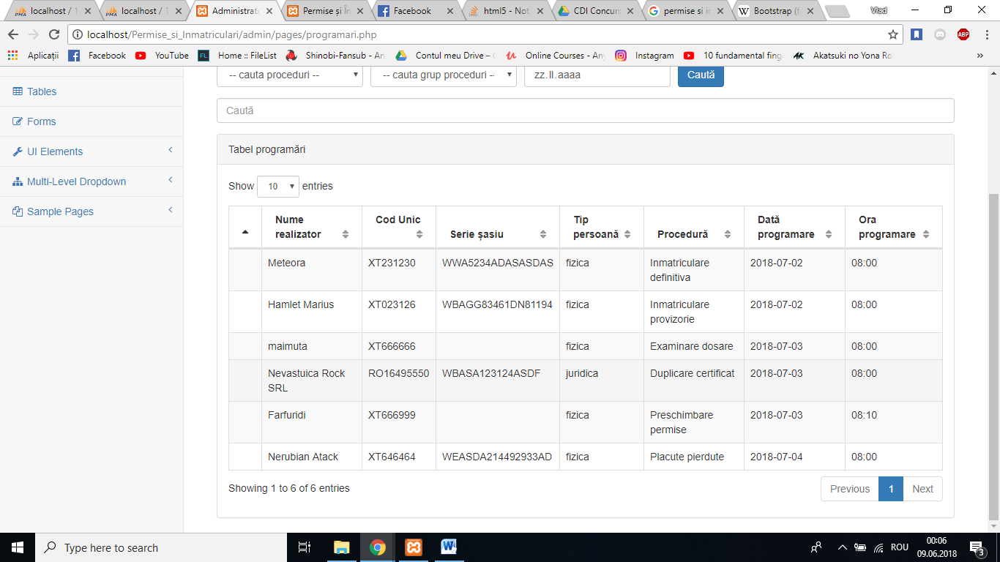 localhost / 1
localhost / 1
Administrato
Permise și În
Facebook
html5 - Not
CDI Concurs
permise si in
Bootstrap (f
Vlad
localhost/Permise_si_Inmatriculari/admin/pages/programari.php
ABP
Aplicații
Facebook
YouTube
FL
Home :: FileList
Shinobi-Fansub - An
Contul meu Drive –
Online Courses - Any
Instagram
10 fundamental fing
Akatsuki no Yona Ro
»
Tables
Forms
UI Elements
Multi-Level Dropdown
Sample Pages
-- cauta proceduri --
-- cauta grup proceduri --
zz.ll.aaaa
Caută
Caută
Tabel programări
Show 10 entries
Nume realizator
Cod Unic
Serie șasiu
Tip persoană
Procedură
Dată programare
Ora programare
Meteora XT231230 WWA5234ADASASDAS fizica Inmatriculare definitiva 2018-07-02 08:00
Hamlet Marius XT023126 WBAGG83461DN81194 fizica Inmatriculare provizorie 2018-07-02 08:00
maimuta XT666666 fizica Examinare dosare 2018-07-03 08:00
Nevastuica Rock SRL RO16495550 WBASA123124ASDF juridica Duplicare certificat 2018-07-03 08:00
Farfuridi XT666999 fizica Preschimbare permise 2018-07-03 08:10
Nerubian Atack XT646464 WEASDA214492933AD fizica Placute pierdute 2018-07-04 08:00
Showing 1 to 6 of 6 entries
Previous 1 Next
Type here to search
ROU
00:06
09.06.2018
3